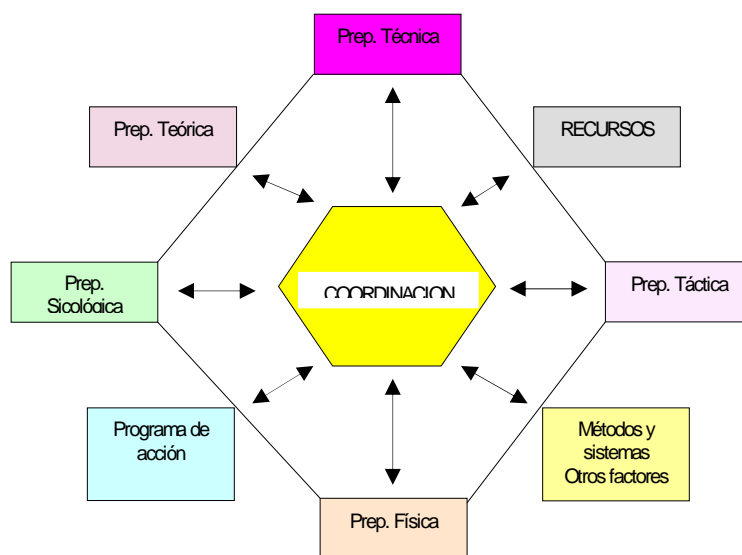 Prep. Técnica
Prep. Teórica
RECURSOS
Prep.
Sicológica
COORDINACION
Prep. Táctica
Programa de
acción
Métodos y
sistemas
Otros factores
Prep. Física